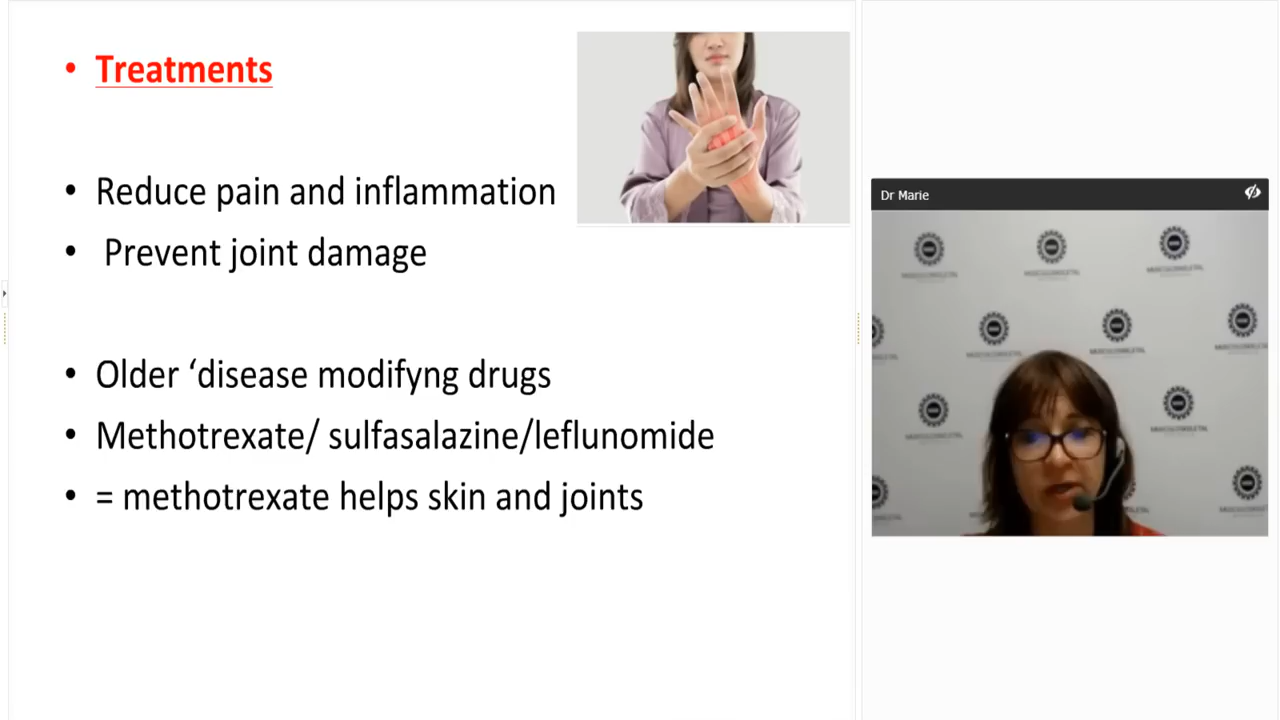 • Treatments
• Reduce pain and inflammation
• Prevent joint damage
• Older ‘disease modifyng drugs
• Methotrexate/ sulfasalazine/leflunomide
• = methotrexate helps skin and joints
Dr Marie